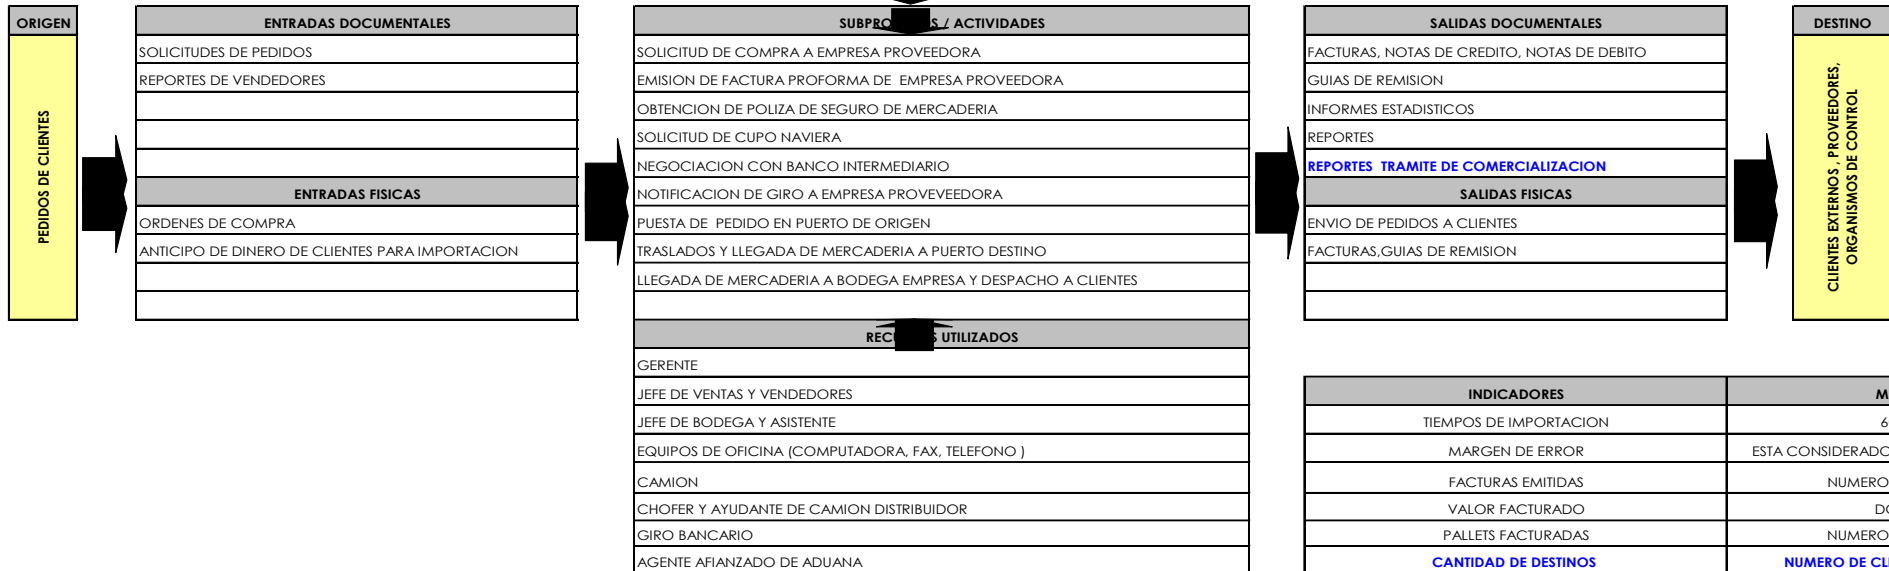 ORIGEN
PEDIDOS DE CLIENTES
ENTRADAS DOCUMENTALES
SOLICITUDES DE PEDIDOS
REPORTES DE VENDEDORES
ENTRADAS FISICAS
ORDENES DE COMPRA
ANTICIPO DE DINERO DE CLIENTES PARA IMPORTACION
/ ACTIVIDADES
SOLICITUD DE COMPRA A EMPRESA PROVEEDORA
EMISION DE FACTURA PROFORMA DE EMPRESA PROVEEDORA
OBTENCION DE POLIZA DE SEGURO DE MERCADERIA
SOLICITUD DE CUPO NAVIERA
NEGOCIACION CON BANCO INTERMEDIARIO
NOTIFICACION DE GIRO A EMPRESA PROVEVEEDORA
PUESTA DE PEDIDO EN PUERTO DE ORIGEN
TRASLADOS Y LLEGADA DE MERCADERIA A PUERTO DESTINO
LLEGADA DE MERCADERIA A BODEGA EMPRESA Y DESPACHO A CLIENTES
UTILIZADOS
GERENTE
JEFE DE VENTAS Y VENDEDORES
JEFE DE BODEGA Y ASISTENTE
EQUIPOS DE OFICINA (COMPUTADORA, FAX, TELEFONO )
CAMION
CHOFER Y AYUDANTE DE CAMION DISTRIBUIDOR
GIRO BANCARIO
AGENTE AFIANZADO DE ADUANA
SALIDAS DOCUMENTALES
FACTURAS, NOTAS DE CREDITO, NOTAS DE DEBITO
GUIAS DE REMISION
INFORMES ESTADISTICOS
REPORTES
REPORTES TRAMITE DE COMERCIALIZACION
SALIDAS FISICAS
ENVIO DE PEDIDOS A CLIENTES
FACTURAS,GUIAS DE REMISION
DESTINO
CLIENTES EXTERNOS , PROVEEDORES,
ORGANISMOS DE CONTROL
INDICADORES M
TIEMPOS DE IMPORTACION 6
MARGEN DE ERROR ESTA CONSIDERADO
FACTURAS EMITIDAS NUMERO
VALOR FACTURADO
PALLETS FACTURADAS NUMERO
CANTIDAD DE DESTINOS NUMERO DE